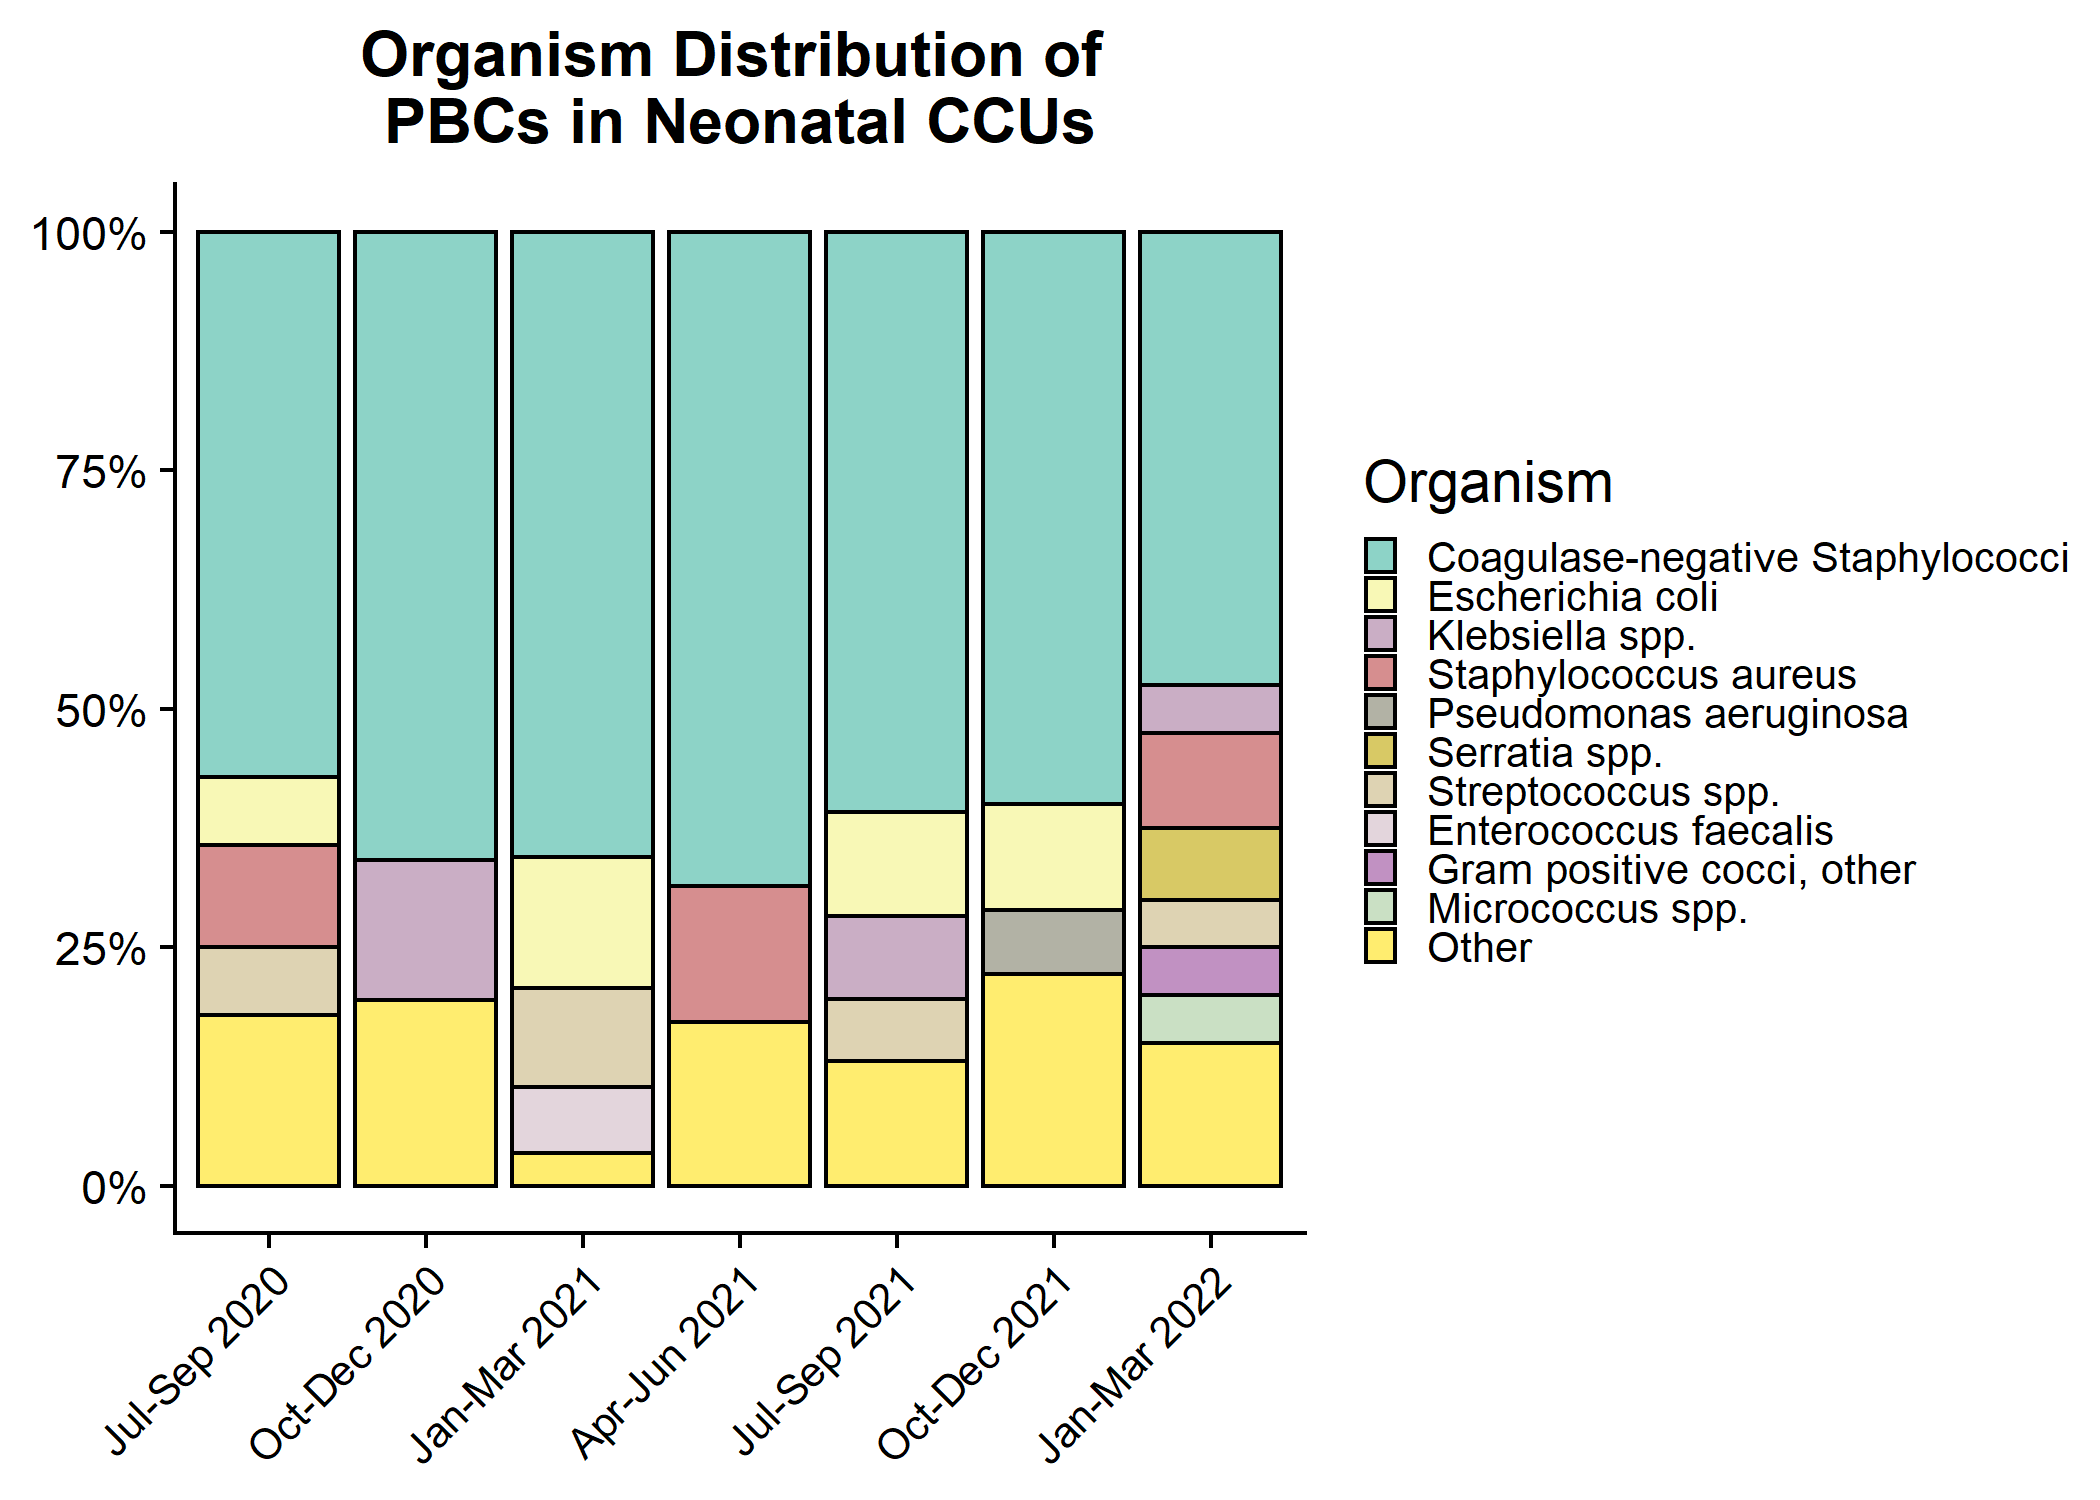 Organism Distribution of
PBCs in Neonatal CCUs
100%
75%
50%
25%
0%
Jul-Sep 2020
Oct-Dec 2020
Jan-Mar 2021
Apr-Jun 2021
Jul-Sep 2021
Oct-Dec 2021
Jan-Mar 2022
Organism
Coagulase-negative Staphylococci
Escherichia coli
Klebsiella spp.
Staphylococcus aureus
Pseudomonas aeruginosa
Serratia spp.
Streptococcus spp.
Enterococcus faecalis
Gram positive cocci, other
Micrococcus spp.
Other